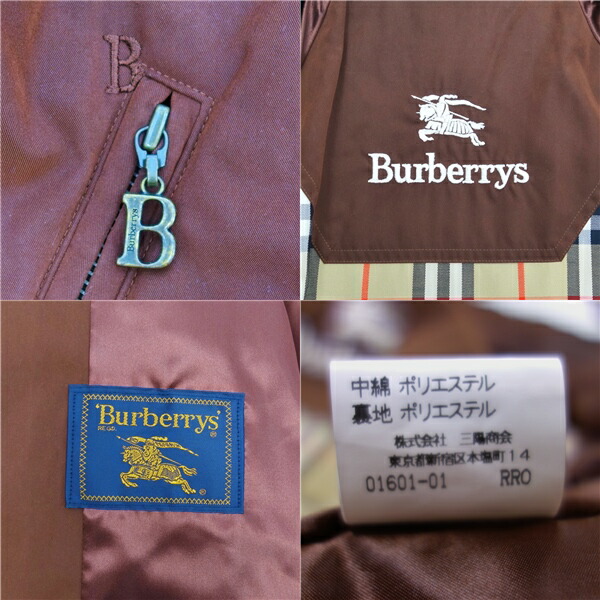 B
Burberrys
B
Burberrys
Burberrys'
REGD.
®
®
中綿 ポリエステル
裏地 ポリエステル
株式会社 三陽商会
東京都新宿区本塩町14
01601-01 RRO